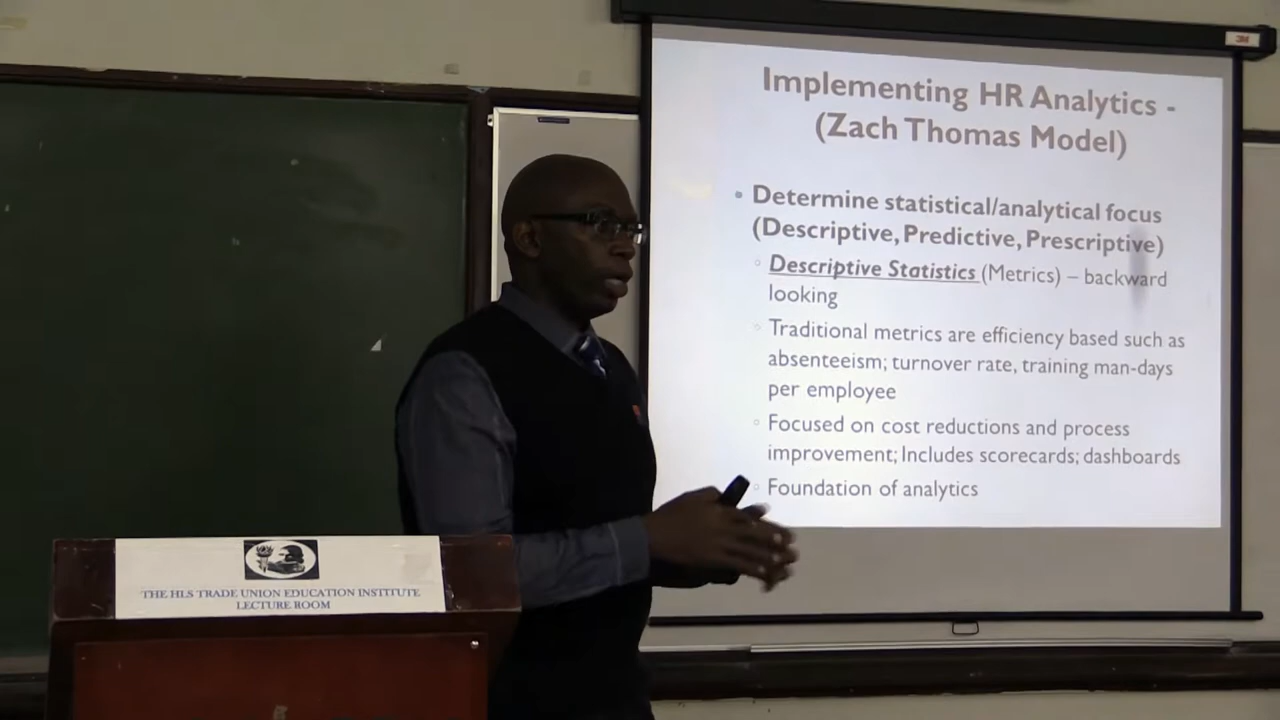 3M
Implementing HR Analytics -
(Zach Thomas Model)
• Determine statistical/analytical focus
(Descriptive, Predictive, Prescriptive)
◦ Descriptive Statistics (Metrics) – backward
looking
◦ Traditional metrics are efficiency based such as
absenteeism; turnover rate, training man-days
per employee
◦ Focused on cost reductions and process
improvement; Includes scorecards; dashboards
◦ Foundation of analytics
THE HLS TRADE UNION EDUCATION INSTITUTE
LECTURE ROOM